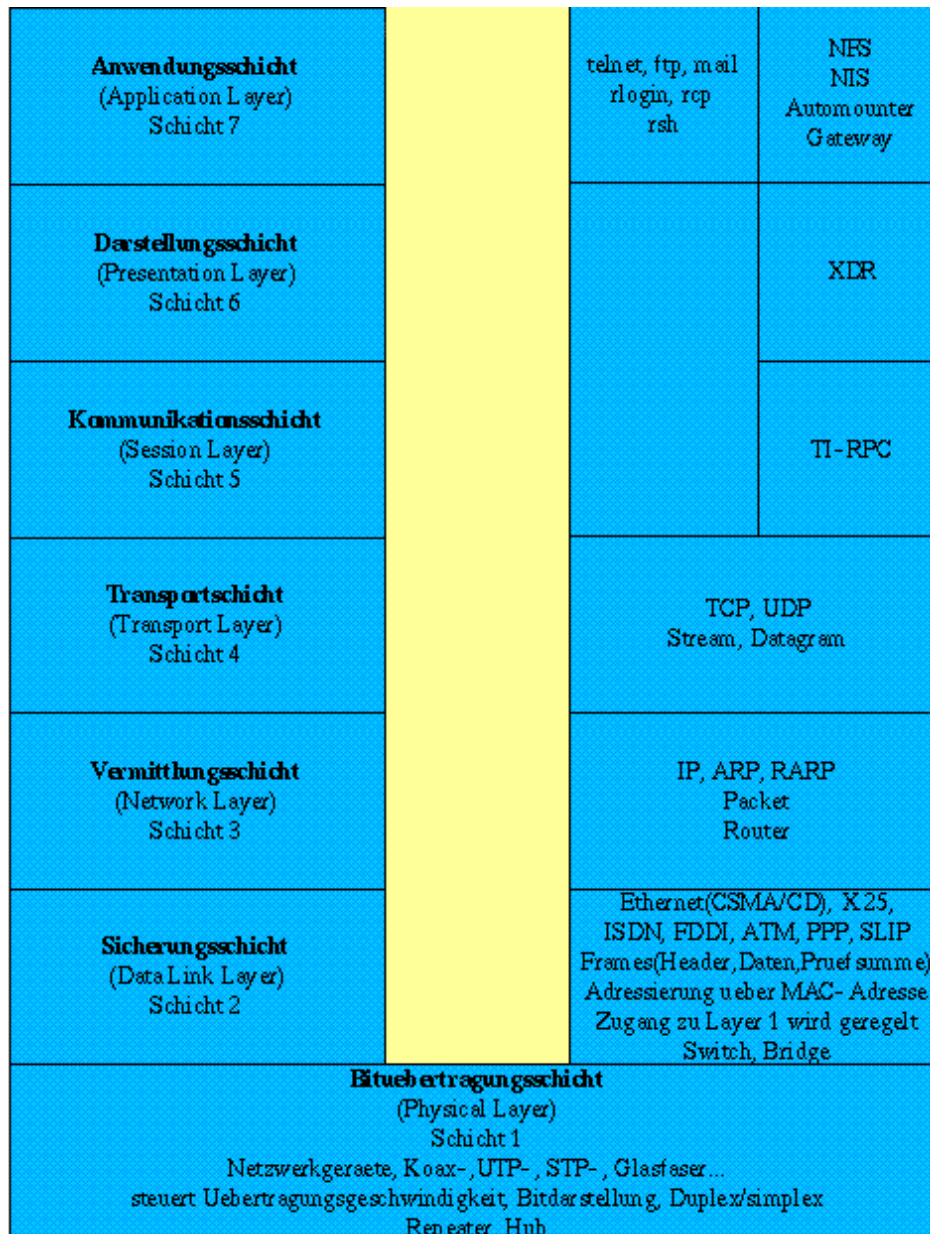 Anwendungsschicht
(Application Layer)
Schicht 7
telnet, ftp, mail
rlogin, rcp
rsh
NFS
NIS
Automounter
Gateway
Darstellungsschicht
(Presentation Layer)
Schicht 6
XDR
Kommunikationsschicht
(Session Layer)
Schicht 5
TI-RPC
Transportschicht
(Transport Layer)
Schicht 4
TCP, UDP
Stream, Datagram
Vermittlungsschicht
(Network Layer)
Schicht 3
IP, ARP, RARP
Packet
Router
Sicherungsschicht
(Data Link Layer)
Schicht 2
Ethernet(CSMA/CD), X.25,
ISDN, FDDI, ATM, PPP, SLIP
Frames(Header,Daten,Pruefsumme)
Adressierung ueber MAC- Adresse
Zugang zu Layer 1 wird geregelt
Switch, Bridge
Bituebertragungsschicht
(Physical Layer)
Schicht 1
Netzwerkgeraete, Koax-, UTP-, STP-, Glasfaser...
steuert Uebertragungsgeschwindigkeit, Bitdarstellung, Duplex/simplex
Repeater, Hub